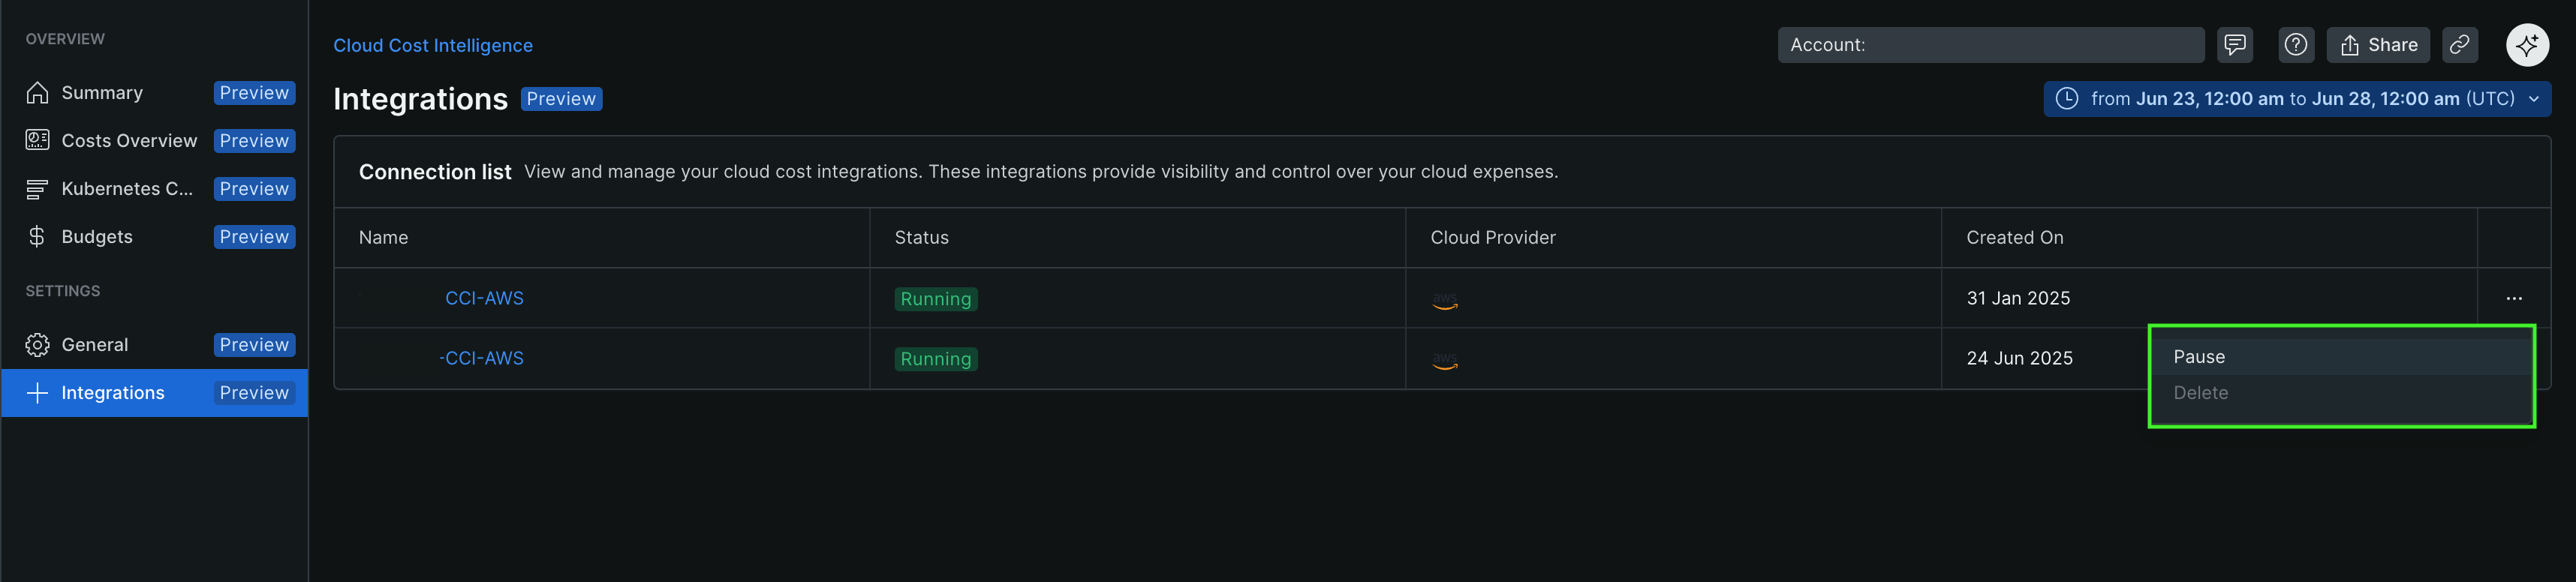 OVERVIEW
Summary Preview
Costs Overview Preview
Kubernetes C... Preview
Budgets Preview
SETTINGS
General Preview
Integrations Preview
Cloud Cost Intelligence
Account:
Share
Integrations Preview
from Jun 23, 12:00 am to Jun 28, 12:00 am (UTC)
Connection list View and manage your cloud cost integrations. These integrations provide visibility and control over your cloud expenses.
Name Status Cloud Provider Created On
CCI-AWS Running aws 31 Jan 2025 ...
-CCI-AWS Running aws 24 Jun 2025
Pause
Delete